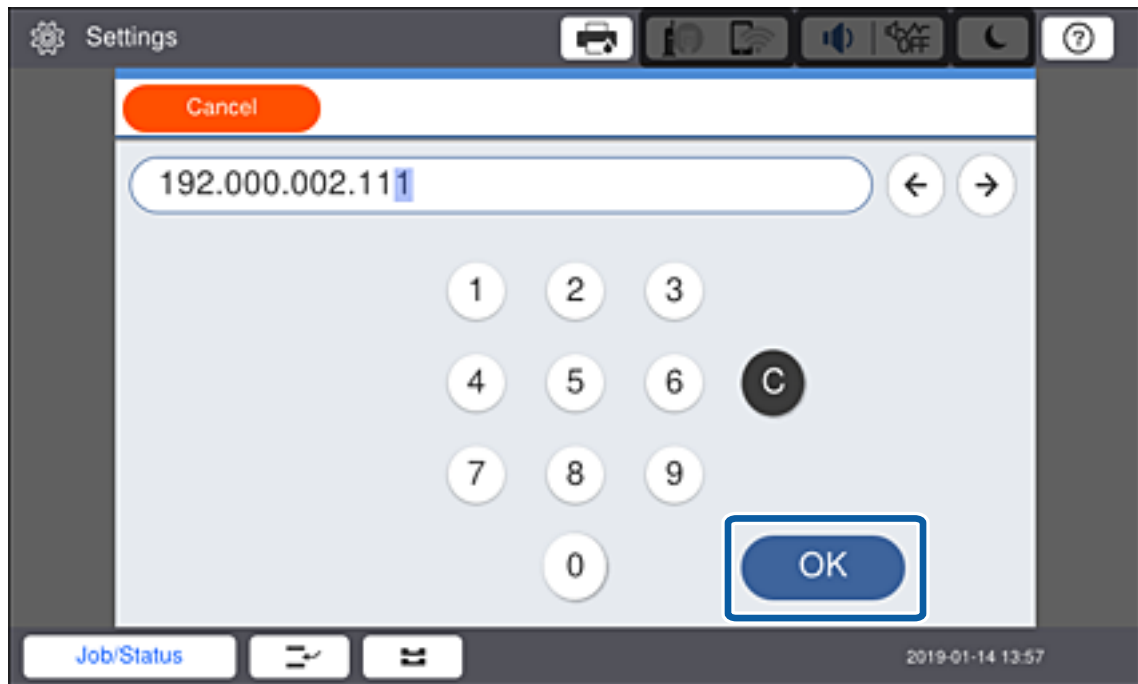 Settings
OFF
?
Cancel
192.000.002.111
1 2 3
4 5 6 C
7 8 9
0 OK
Job/Status
2019-01-14 13:57